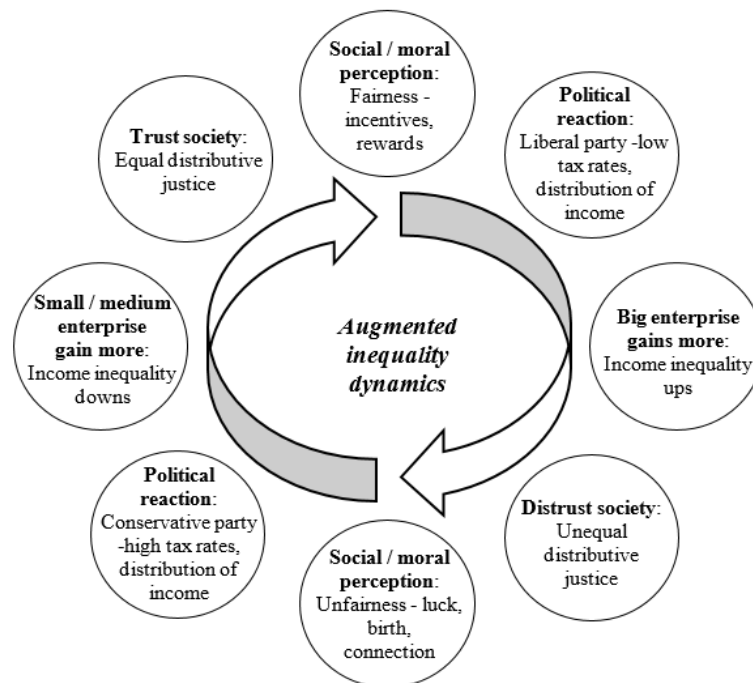 Social / moral
perception:
Fairness -
incentives,
rewards
Political
reaction:
Liberal party -low
tax rates,
distribution of
income
Big enterprise
gains more:
Income inequality
ups
Distrust society:
Unequal
distributive
justice
Social / moral
perception:
Unfairness - luck,
birth,
connection
Political
reaction:
Conservative party
-high tax rates,
distribution of
income
Small / medium
enterprise
gain more:
Income inequality
downs
Trust society:
Equal distributive
justice
Augmented
inequality
dynamics